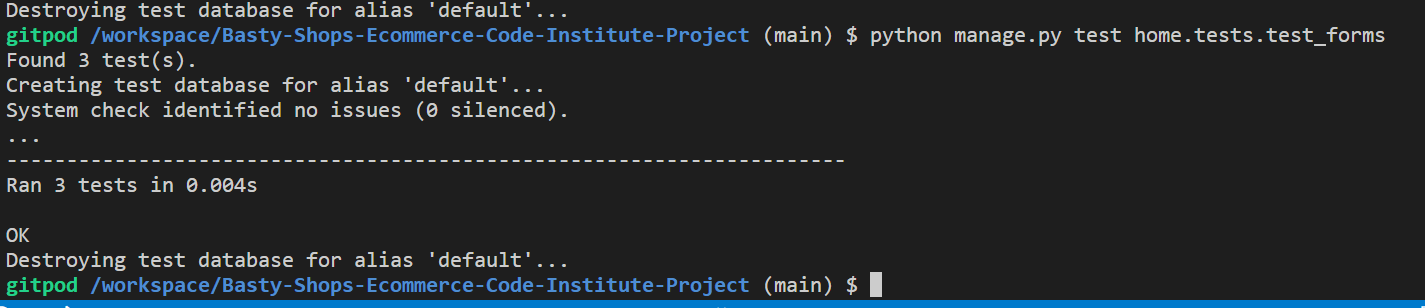 Destroying test database for alias 'default'...
gitpod /workspace/Basty-Shops-Ecommerce-Code-Institute-Project (main) $ python manage.py test home.tests.test_forms
Found 3 test(s).
Creating test database for alias 'default'...
System check identified no issues (0 silenced).
...
----------------------------------------------------------------------
Ran 3 tests in 0.004s
OK
Destroying test database for alias 'default'...
gitpod /workspace/Basty-Shops-Ecommerce-Code-Institute-Project (main) $